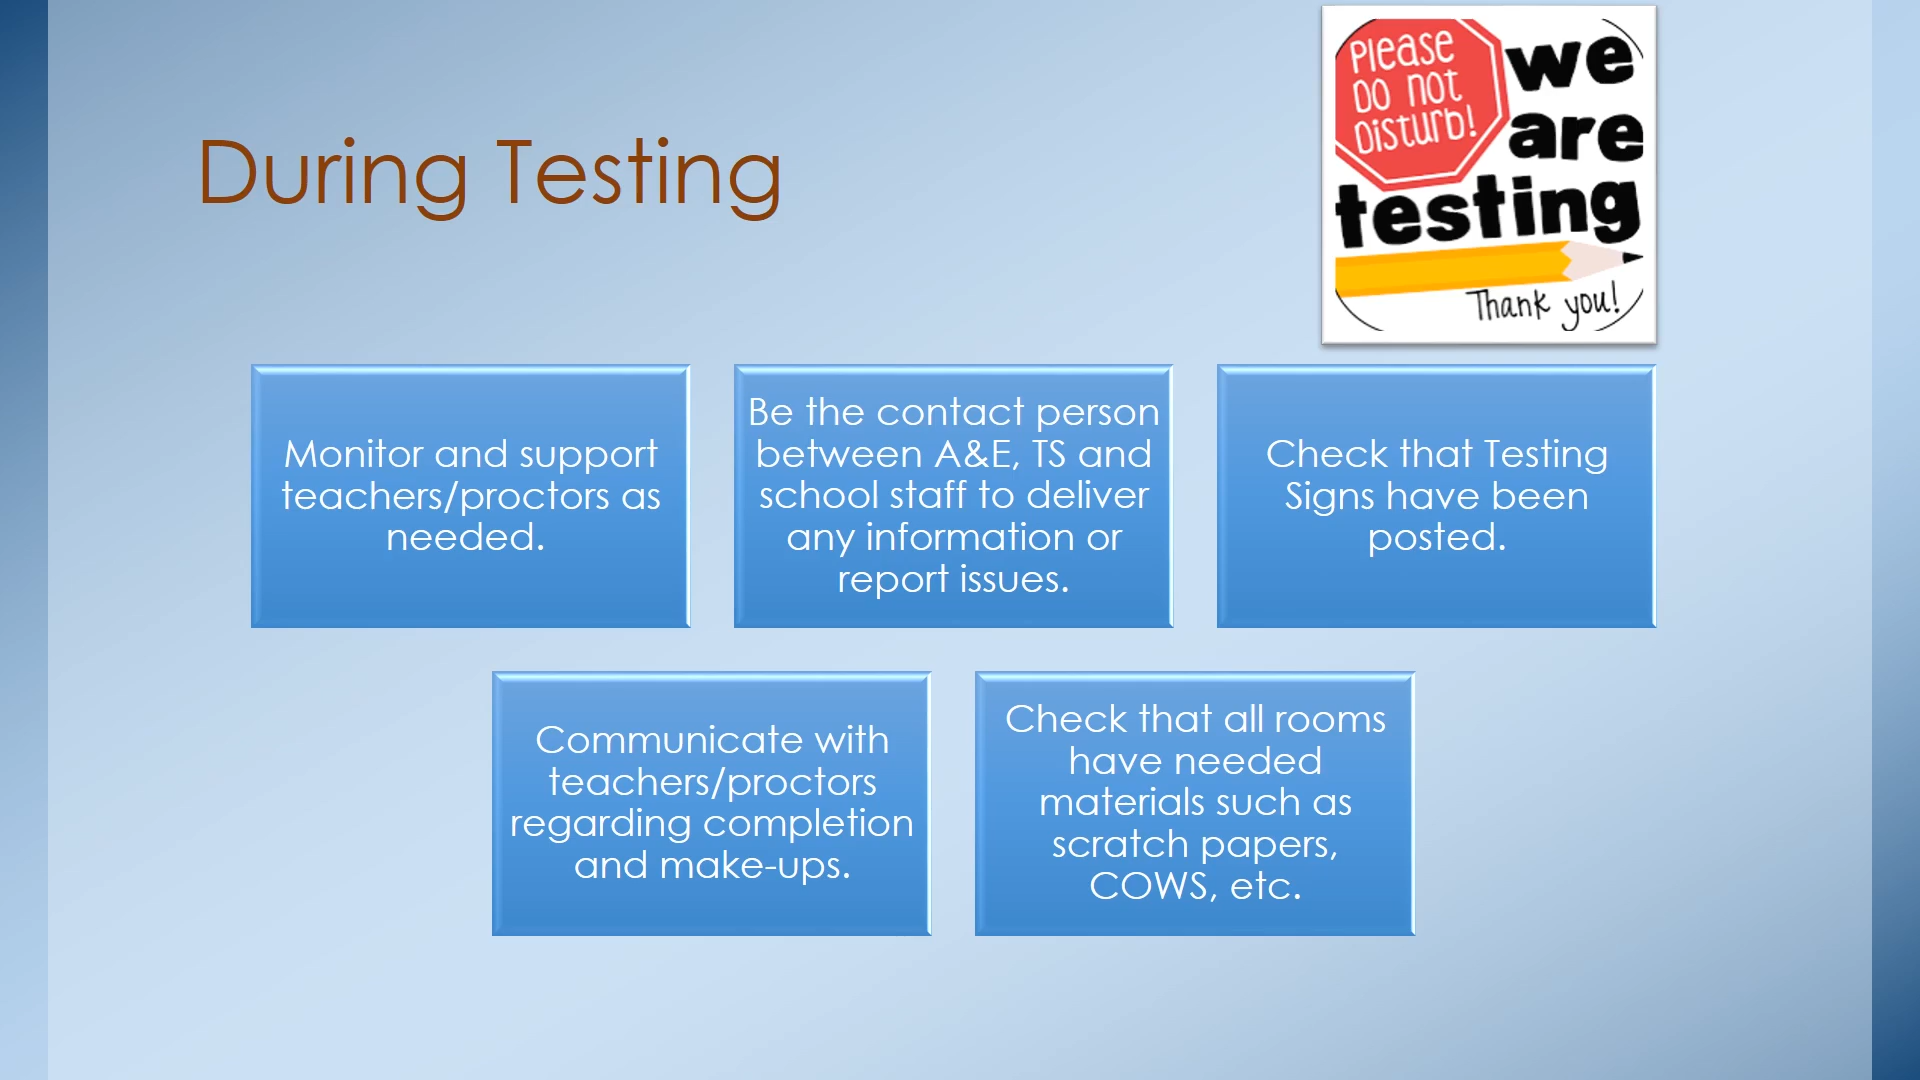 During Testing
Please
Do not
Disturb!
we
are
testing
Thank you!
Monitor and support
teachers/proctors as
needed.
Be the contact person
between A&E, TS and
school staff to deliver
any information or
report issues.
Check that Testing
Signs have been
posted.
Communicate with
teachers/proctors
regarding completion
and make-ups.
Check that all rooms
have needed
materials such as
scratch papers,
COWS, etc.